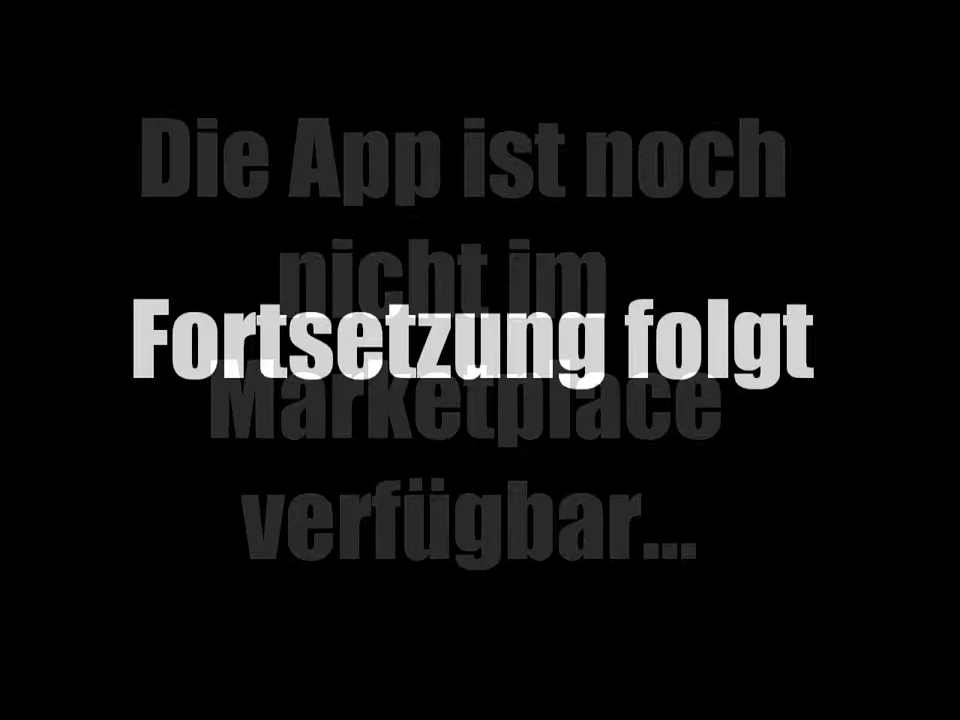 Die App ist noch
nicht im
Fortsetzung folgt
Marketplace
verfügbar...